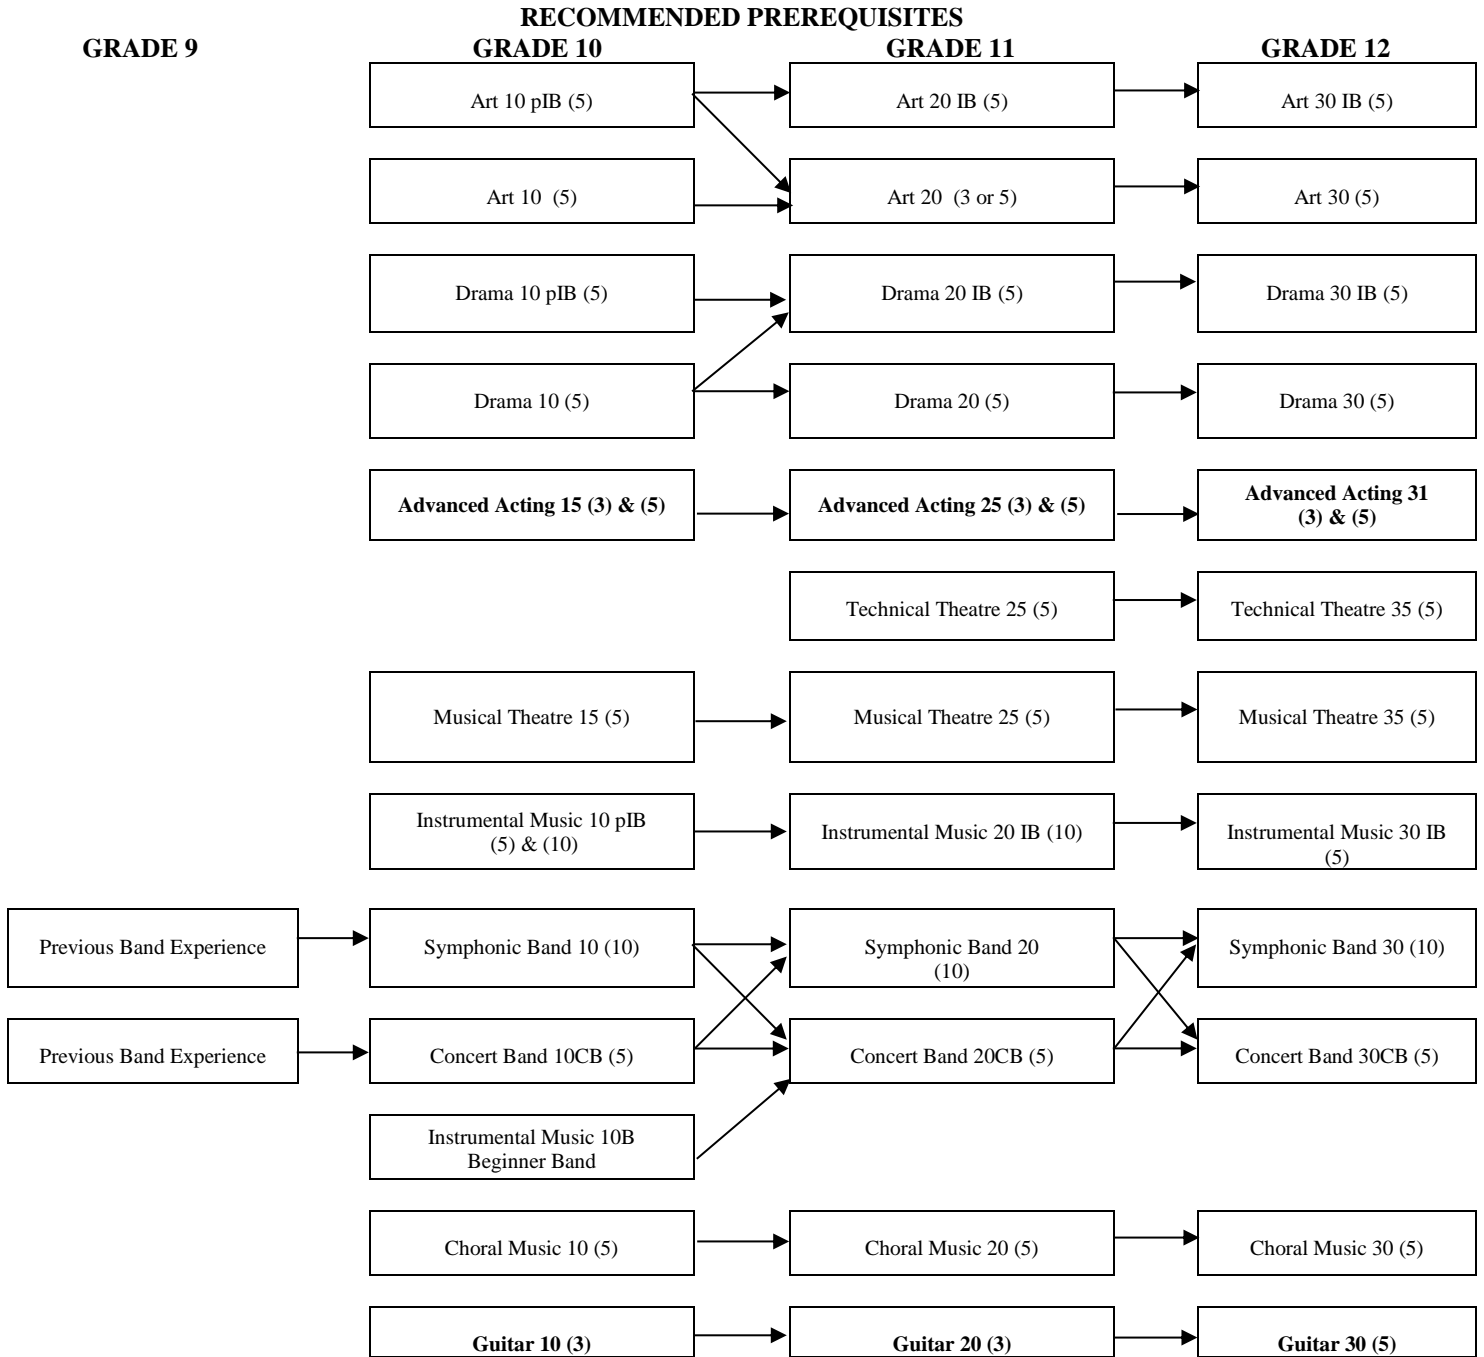 RECOMMENDED PREREQUISITES
GRADE 9 GRADE 10 GRADE 11 GRADE 12
Art 10 pIB (5) Art 20 IB (5) Art 30 IB (5)
Art 10 (5) Art 20 (3 or 5) Art 30 (5)
Drama 10 pIB (5) Drama 20 IB (5) Drama 30 IB (5)
Drama 10 (5) Drama 20 (5) Drama 30 (5)
Advanced Acting 15 (3) & (5) Advanced Acting 25 (3) & (5) Advanced Acting 31
(3) & (5)
Technical Theatre 25 (5) Technical Theatre 35 (5)
Musical Theatre 15 (5) Musical Theatre 25 (5) Musical Theatre 35 (5)
Instrumental Music 10 pIB
(5) & (10)
Instrumental Music 20 IB (10)
Instrumental Music 30 IB
(5)
Previous Band Experience Symphonic Band 10 (10) Symphonic Band 20
(10)
Symphonic Band 30 (10)
Previous Band Experience Concert Band 10CB (5) Concert Band 20CB (5) Concert Band 30CB (5)
Instrumental Music 10B
Beginner Band
Choral Music 10 (5) Choral Music 20 (5) Choral Music 30 (5)
Guitar 10 (3) Guitar 20 (3) Guitar 30 (5)